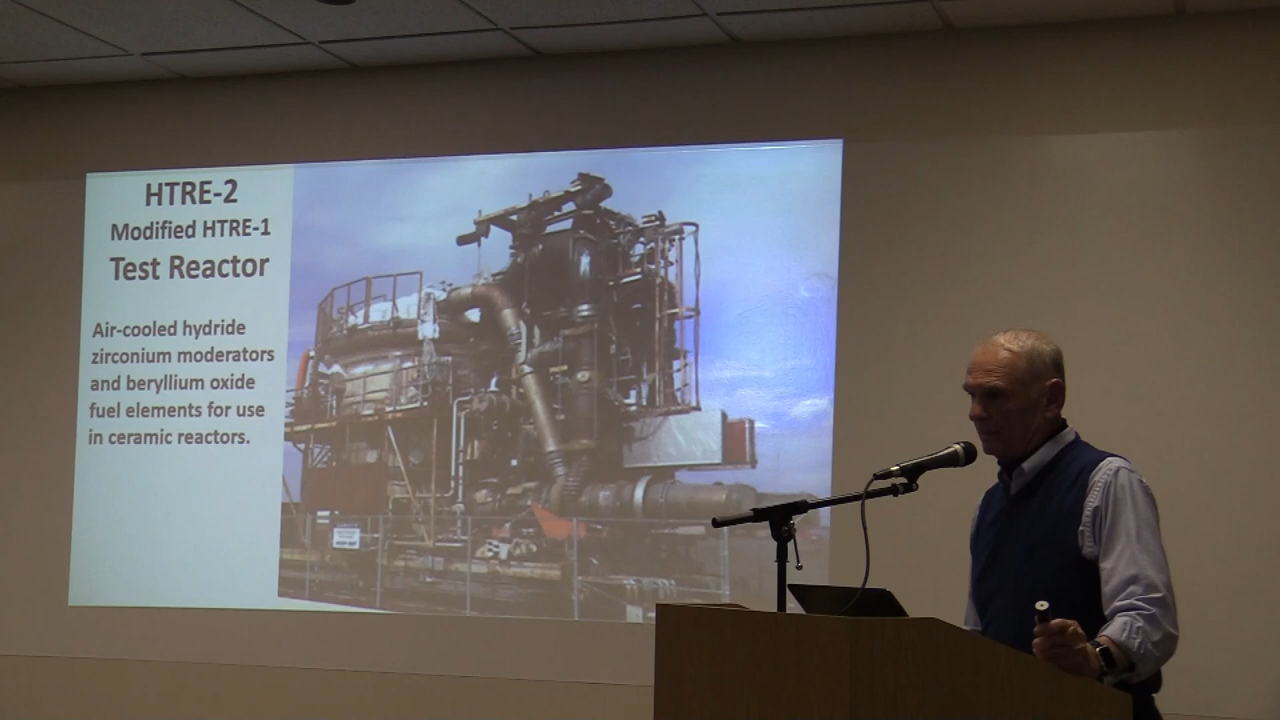 HTRE-2
Modified HTRE-1
Test Reactor
Air-cooled hydride
zirconium moderators
and beryllium oxide
fuel elements for use
in ceramic reactors.